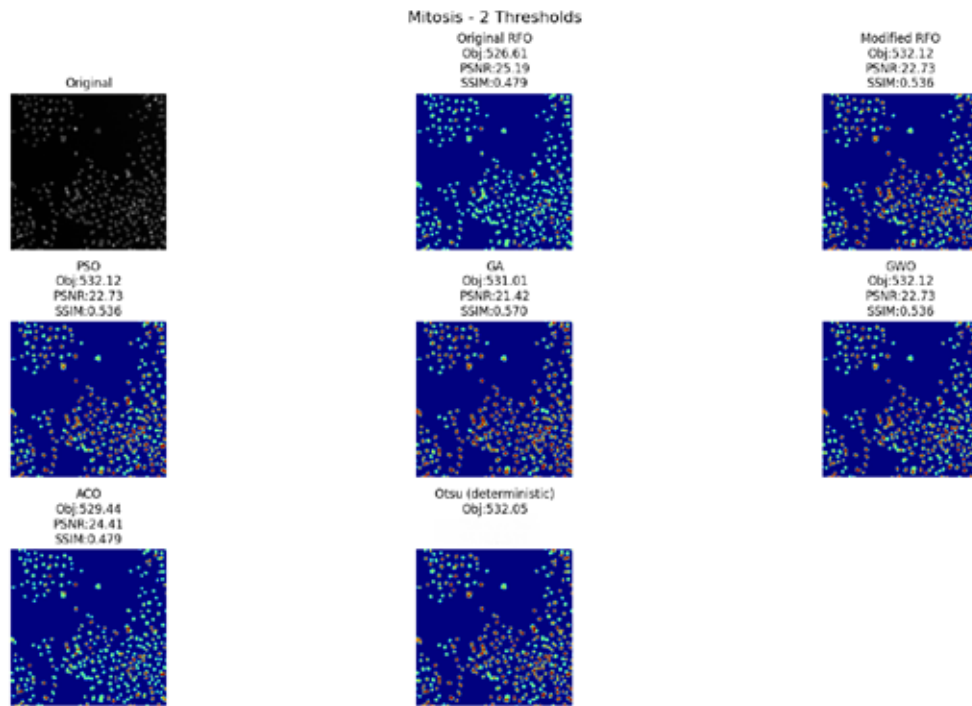 Mitosis - 2 Thresholds
Original
Original RFO
Obj:526.61
PSNR:25.19
SSIM:0.479
Modified RFO
Obj:532.12
PSNR:22.73
SSIM:0.536
PSO
Obj:532.12
PSNR:22.73
SSIM:0.536
GA
Obj:531.01
PSNR:21.42
SSIM:0.570
GWO
Obj:532.12
PSNR:22.73
SSIM:0.536
ACO
Obj:529.44
PSNR:24.41
SSIM:0.479
Otsu (deterministic)
Obj:532.05